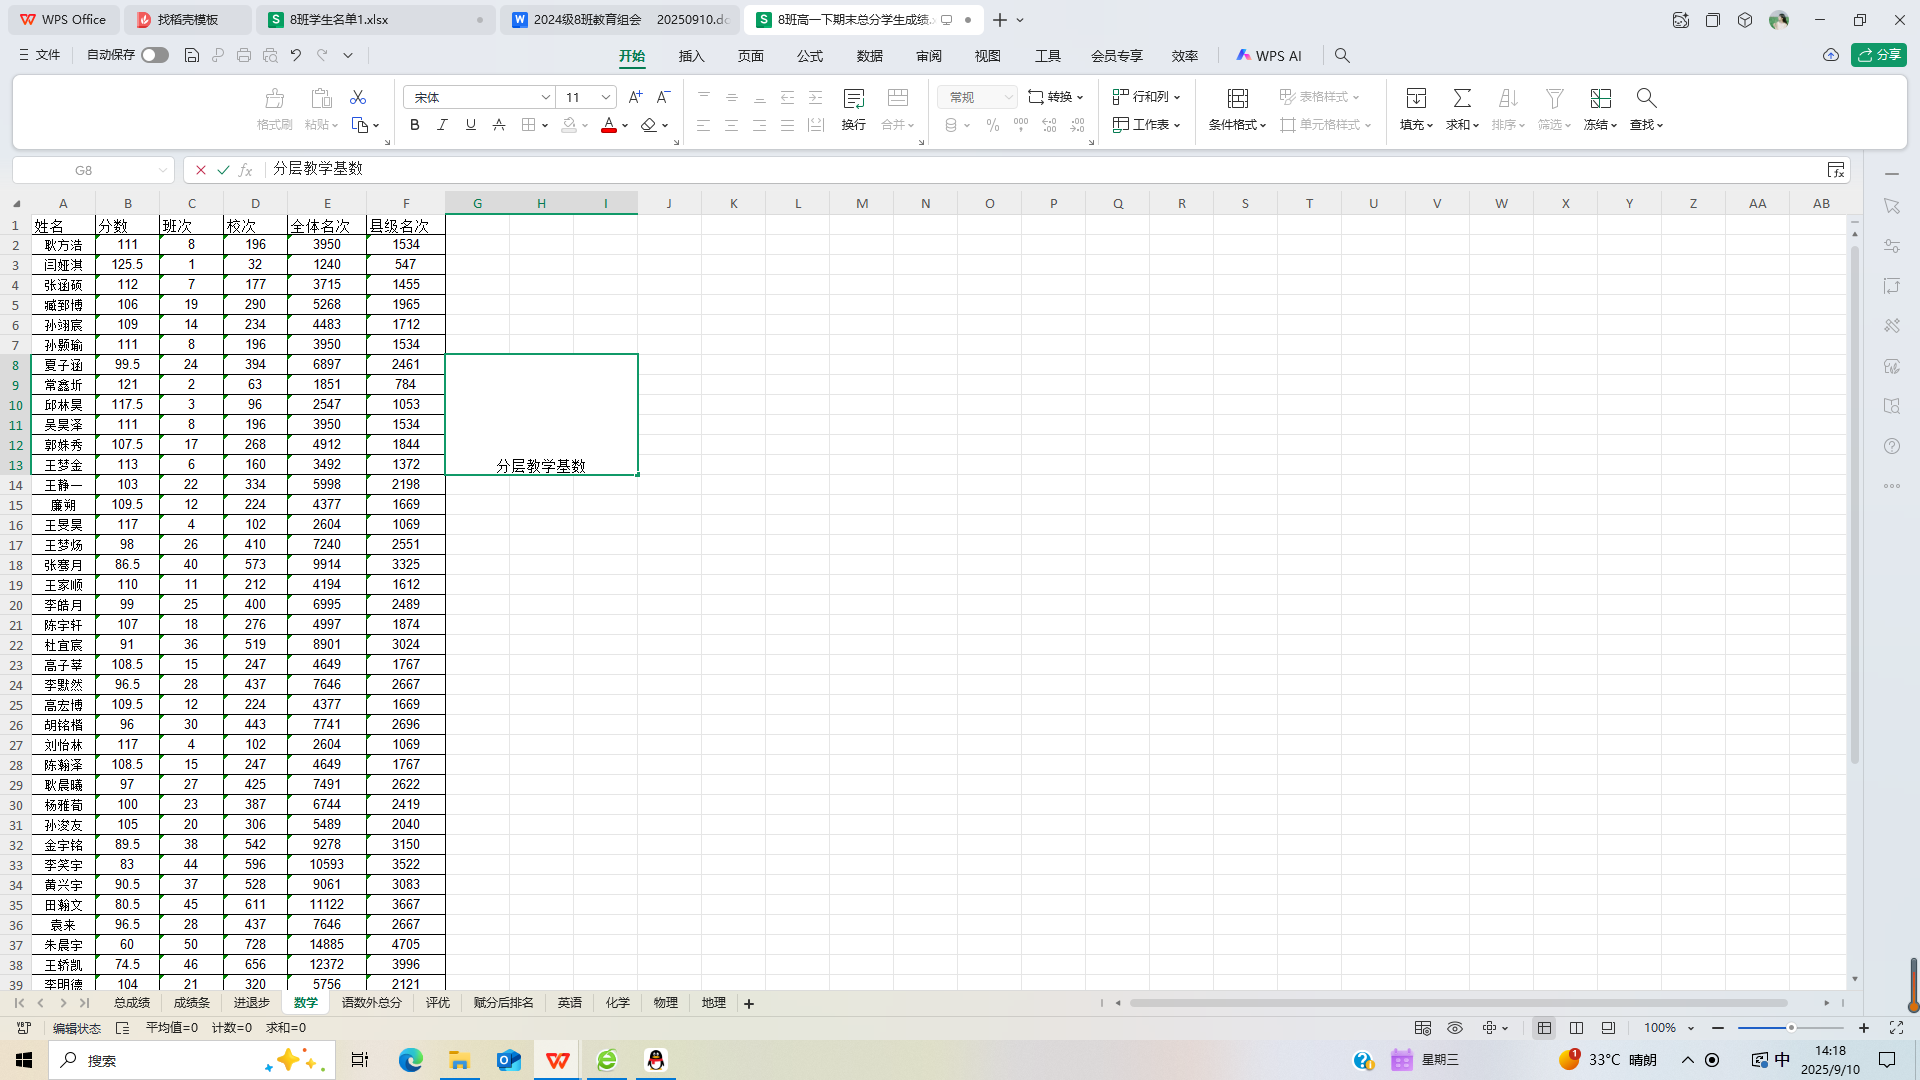 WPS Office 找稻壳模板 8班学生名单1.xlsx 2024级8班教育组会 20250910.dc 8班高一下期末总分学生成绩.
文件 自动保存 开始 插入 页面 公式 数据 审阅 视图 工具 会员专享 效率 WPS AI 分享
宋体 11 A+ A- 常规 转换 行和列 表格样式
格式刷 粘贴 B I U A 换行 合并 工作表 条件格式 单元格样式 填充 求和 排序 筛选 冻结 查找
G8 fx 分层教学基数
A B C D E F G H I J K L M N O P Q R S T U V W X Y Z AA AB
1 姓名 分数 班次 校次 全体名次 县级名次
2 耿方浩 111 8 196 3950 1534
3 闫娅淇 125.5 1 32 1240 547
4 张涵硕 112 7 177 3715 1455
5 臧郅博 106 19 290 5268 1965
6 孙翊宸 109 14 234 4483 1712
7 孙颢瑜 111 8 196 3950 1534
8 夏子涵 99.5 24 394 6897 2461
9 常鑫圻 121 2 63 1851 784
10 邱林昊 117.5 3 96 2547 1053
11 吴昊泽 111 8 196 3950 1534
12 郭姝秀 107.5 17 268 4912 1844
13 王梦金 113 6 160 3492 1372 分层教学基数
14 王静一 103 22 334 5998 2198
15 廉朔 109.5 12 224 4377 1669
16 王旻昊 117 4 102 2604 1069
17 王梦炀 98 26 410 7240 2551
18 张骞月 86.5 40 573 9914 3325
19 王家顺 110 11 212 4194 1612
20 李皓月 99 25 400 6995 2489
21 陈宇轩 107 18 276 4997 1874
22 杜宜宸 91 36 519 8901 3024
23 高子莘 108.5 15 247 4649 1767
24 李默然 96.5 28 437 7646 2667
25 高宏博 109.5 12 224 4377 1669
26 胡铭楷 96 30 443 7741 2696
27 刘怡林 117 4 102 2604 1069
28 陈翰泽 108.5 15 247 4649 1767
29 耿晨曦 97 27 425 7491 2622
30 杨雅萄 100 23 387 6744 2419
31 孙浚友 105 20 306 5489 2040
32 金宇铭 89.5 38 542 9278 3150
33 李笑宇 83 44 596 10593 3522
34 黄兴宇 90.5 37 528 9061 3083
35 田瀚文 80.5 45 611 11122 3667
36 袁来 96.5 28 437 7646 2667
37 朱晨宇 60 50 728 14885 4705
38 王轿凯 74.5 46 656 12372 3996
39 李明德 104 21 320 5756 2121
总成绩 成绩条 进退步 数学 语数外总分 评优 赋分后排名 英语 化学 物理 地理
编辑状态 平均值=0 计数=0 求和=0 100%
搜索 星期三 1 33°C 晴朗 中 14:18
2025/9/10